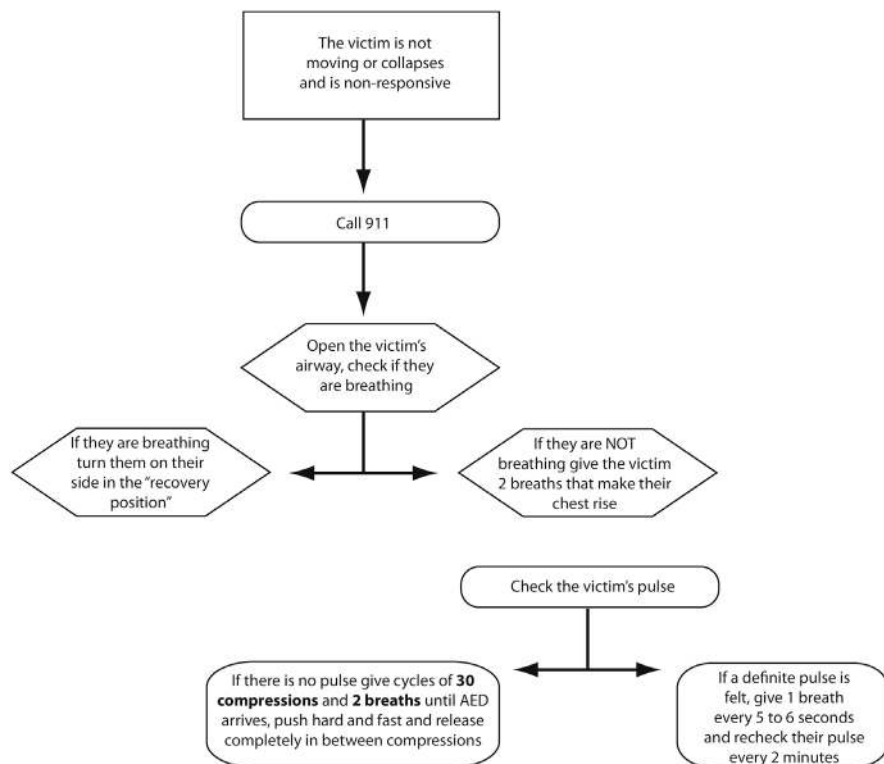 The victim is not
moving or collapses
and is non-responsive
Call 911
Open the victim’s
airway, check if they
are breathing
If they are breathing
turn them on their
side in the “recovery
position”
If they are NOT
breathing give the victim
2 breaths that make their
chest rise
Check the victim’s pulse
If there is no pulse give cycles of 30
compressions and 2 breaths until AED
arrives, push hard and fast and release
completely in between compressions
If a definite pulse is
felt, give 1 breath
every 5 to 6 seconds
and recheck their pulse
every 2 minutes